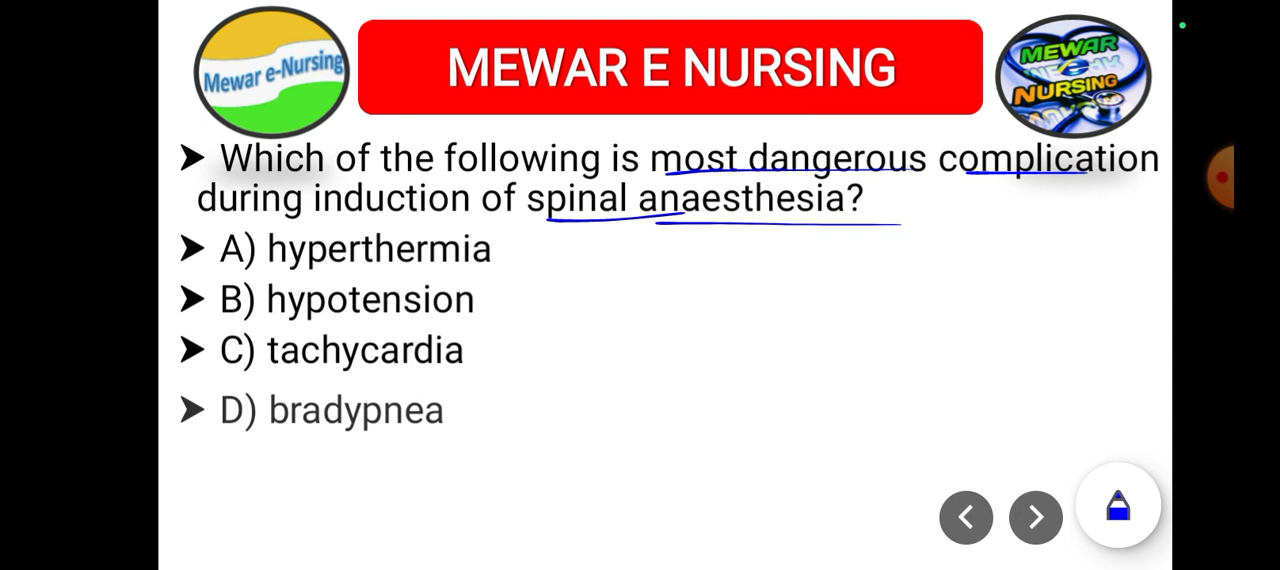 Mewar e-Nursing
MEWAR E NURSING
MEWAR
NURSING
➤ Which of the following is most dangerous complication
during induction of spinal anaesthesia?
➤ A) hyperthermia
➤ B) hypotension
➤ C) tachycardia
➤ D) bradypnea